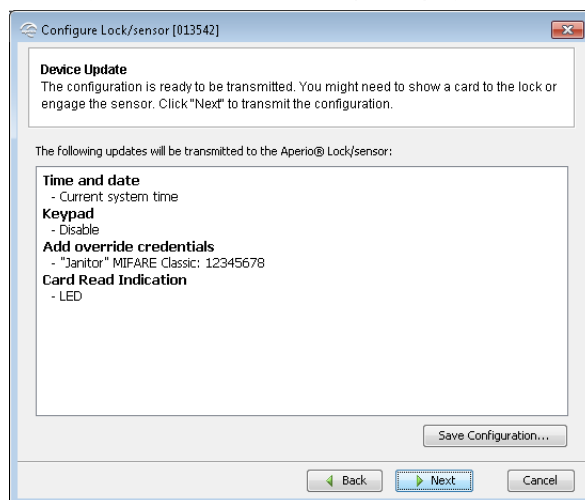 Configure Lock/sensor [013542]
Device Update
The configuration is ready to be transmitted. You might need to show a card to the lock or
engage the sensor. Click "Next" to transmit the configuration.
The following updates will be transmitted to the Aperio® Lock/sensor:
Time and date
- Current system time
Keypad
- Disable
Add override credentials
- "Janitor" MIFARE Classic: 12345678
Card Read Indication
- LED
Save Configuration...
Back
Next
Cancel